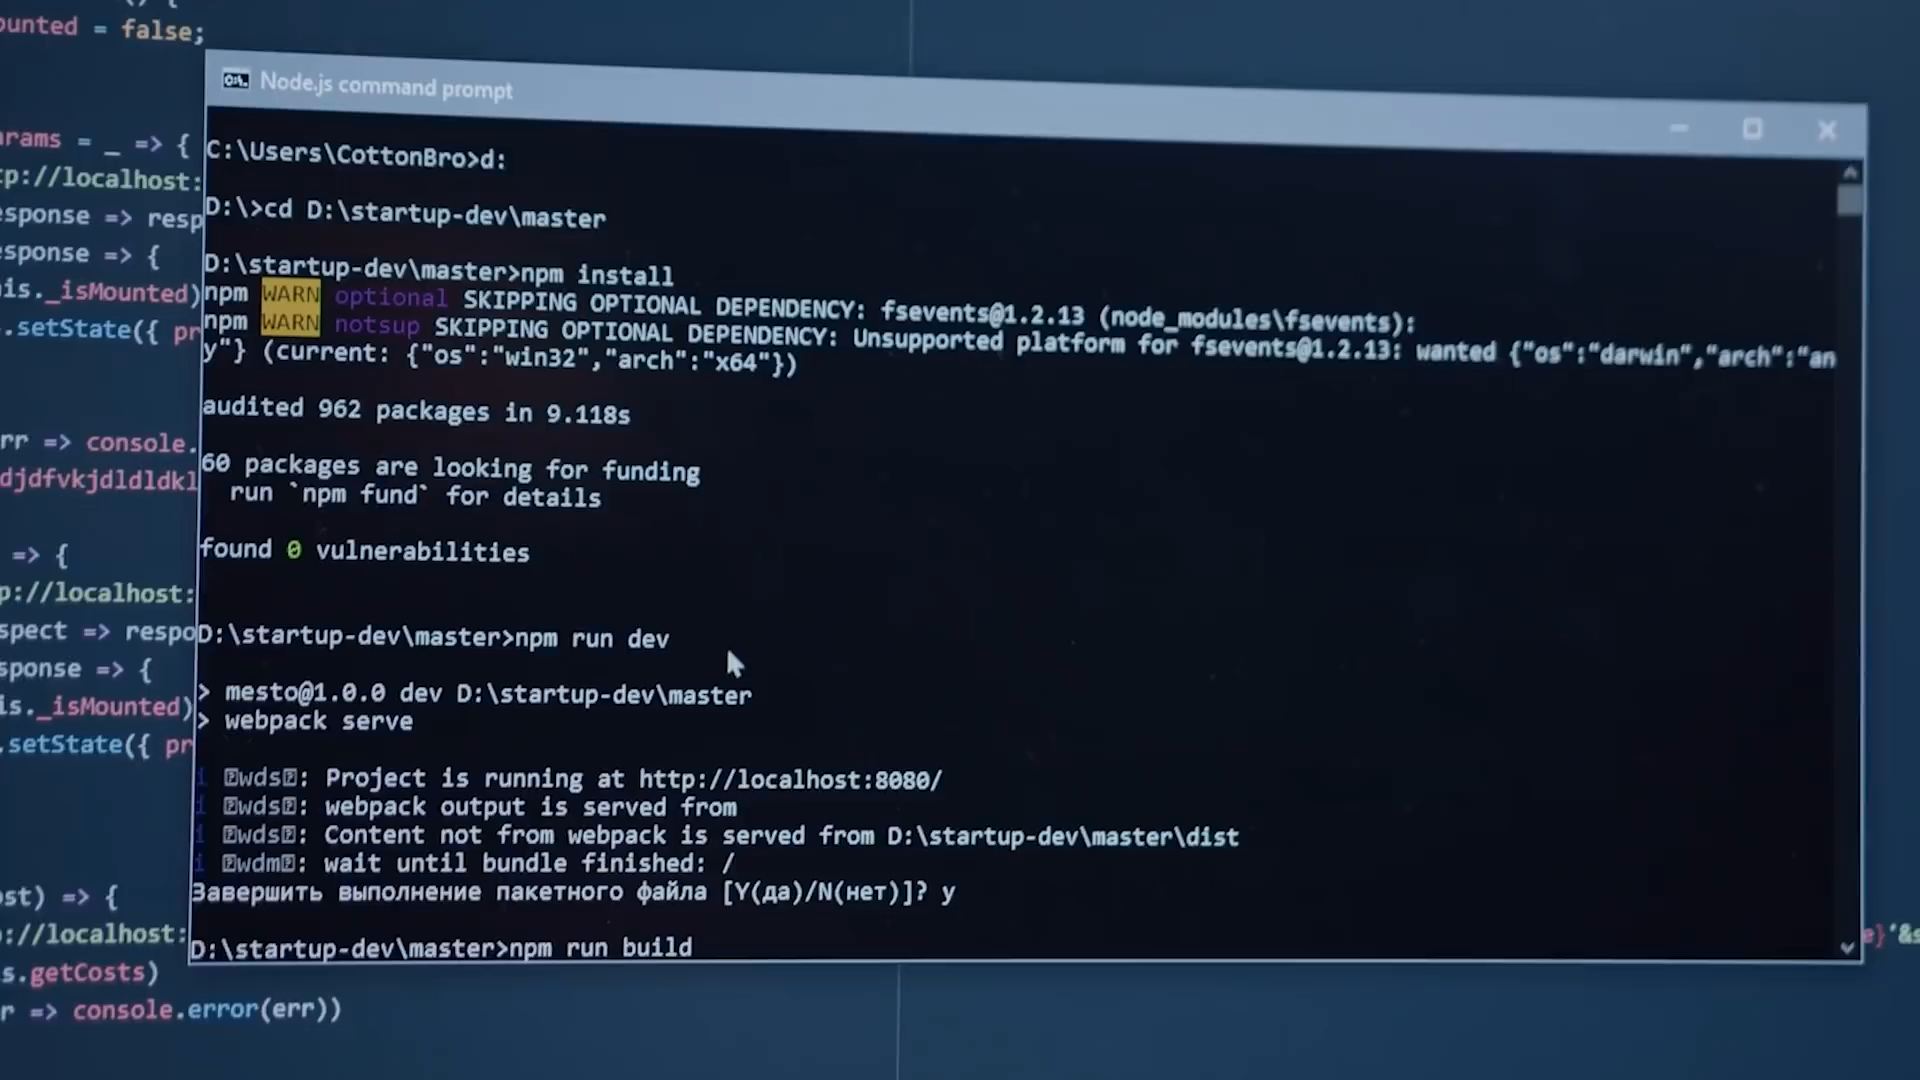 () {
ounted = false;
Node.js command prompt
arams = _ => {
tp://localhost:
esponse => resp
esponse => {
his._isMounted)
.setState({ pr
rr => console.
djdfvkjdldldkl
=> {
p://localhost:
spect => respo
sponse => {
is._isMounted)
.setState({ pr
ost) => {
://localhost:
s.getCosts)
r => console.error(err))
C:\Users\CottonBro>d:
D:\>cd D:\startup-dev\master
D:\startup-dev\master>npm install
npm WARN optional SKIPPING OPTIONAL DEPENDENCY: fsevents@1.2.13 (node_modules\fsevents):
npm WARN notsup SKIPPING OPTIONAL DEPENDENCY: Unsupported platform for fsevents@1.2.13: wanted {"os":"darwin","arch":"an
y"} (current: {"os":"win32","arch":"x64"})
audited 962 packages in 9.118s
60 packages are looking for funding
run `npm fund` for details
found 0 vulnerabilities
D:\startup-dev\master>npm run dev
> mesto@1.0.0 dev D:\startup-dev\master
> webpack serve
i ⍰wds⍰: Project is running at http://localhost:8080/
i ⍰wds⍰: webpack output is served from
i ⍰wds⍰: Content not from webpack is served from D:\startup-dev\master\dist
i ⍰wdm⍰: wait until bundle finished: /
Завершить выполнение пакетного файла [Y(да)/N(нет)]? y
D:\startup-dev\master>npm run build
e}'&s